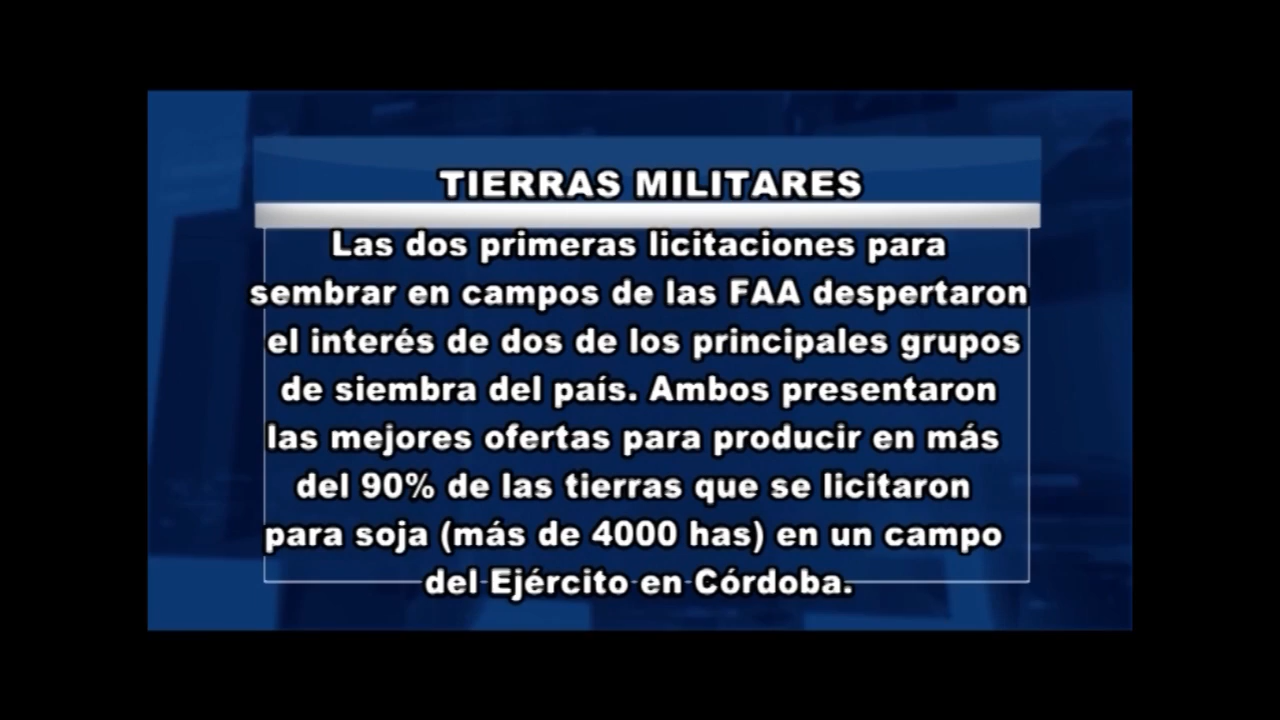 TIERRAS MILITARES
Las dos primeras licitaciones para
sembrar en campos de las FAA despertaron
el interés de dos de los principales grupos
de siembra del país. Ambos presentaron
las mejores ofertas para producir en más
del 90% de las tierras que se licitaron
para soja (más de 4000 has) en un campo
del Ejército en Córdoba.